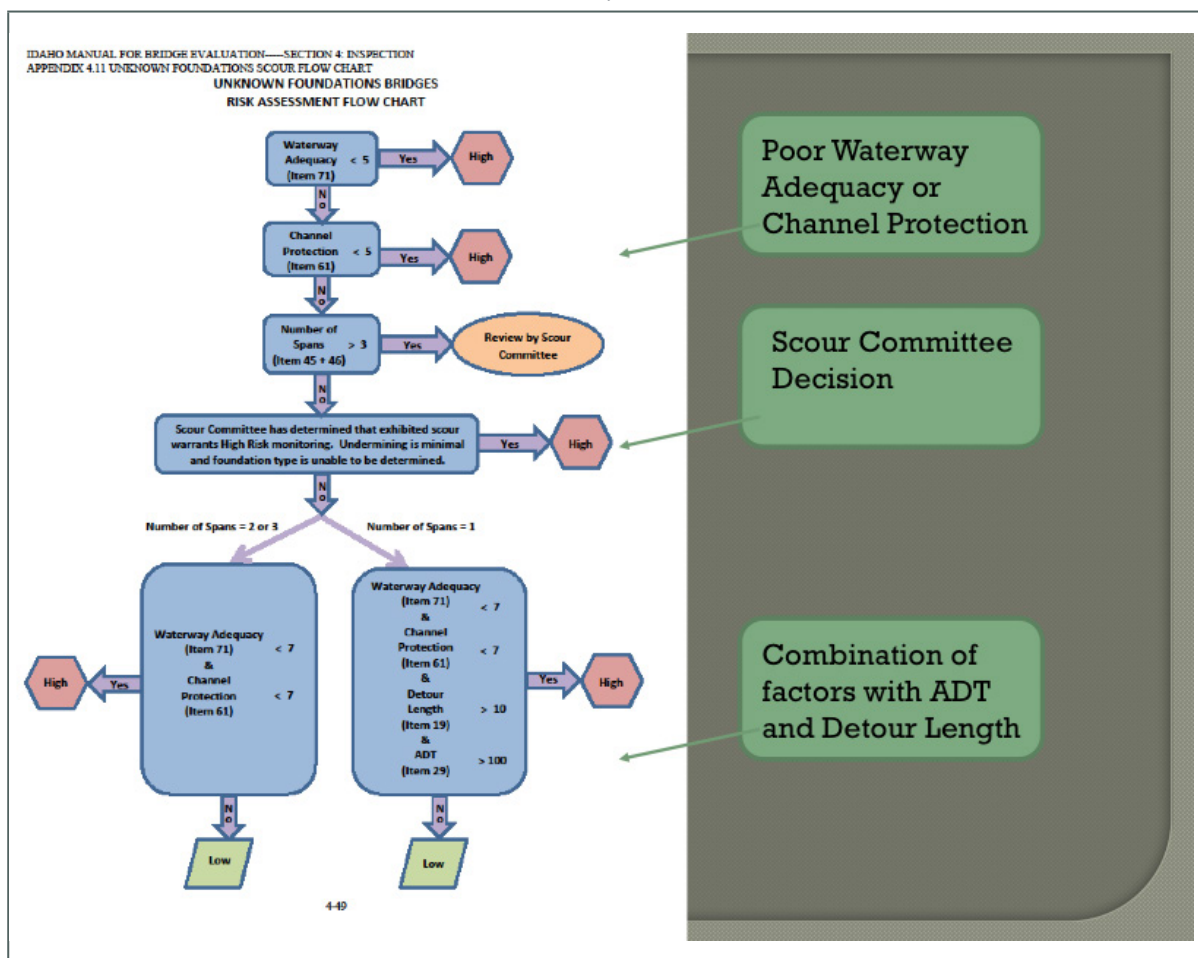 IDAHO MANUAL FOR BRIDGE EVALUATION-----SECTION 4: INSPECTION
APPENDIX 4.11 UNKNOWN FOUNDATIONS SCOUR FLOW CHART
UNKNOWN FOUNDATIONS BRIDGES
RISK ASSESSMENT FLOW CHART
Waterway
Adequacy < 5
(Item 71)
Yes
High
No
Channel
Protection < 5
(Item 61)
Yes
High
No
Number of
Spans > 3
(Item 45 + 46)
Yes
Review by Scour
Committee
No
Scour Committee has determined that exhibited scour
warrants High Risk monitoring. Undermining is minimal
and foundation type is unable to be determined.
Yes
High
No
Number of Spans = 2 or 3
Number of Spans = 1
Waterway Adequacy
(Item 71) < 7
&
Channel
Protection < 7
(Item 61)
Yes
High
No
Low
Waterway Adequacy
(Item 71) < 7
&
Channel
Protection < 7
(Item 61)
&
Detour
Length > 10
(Item 19)
&
ADT
(Item 29) > 100
Yes
High
No
Low
4-49
Poor Waterway
Adequacy or
Channel Protection
Scour Committee
Decision
Combination of
factors with ADT
and Detour Length